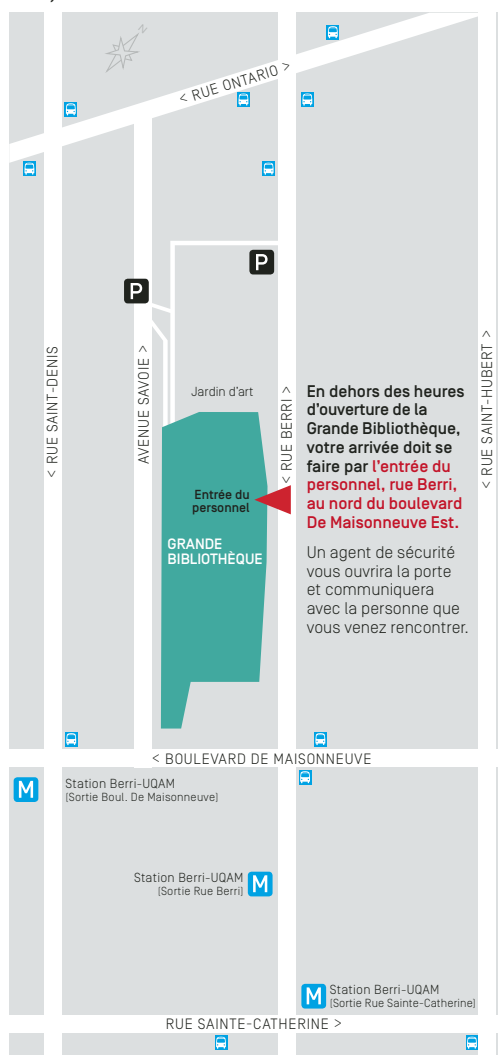 N
< RUE ONTARIO >
P
P
< RUE SAINT-DENIS
AVENUE SAVOIE >
Jardin d'art
< RUE BERRI >
< RUE SAINT-HUBERT >
En dehors des heures
d'ouverture de la
Grande Bibliothèque,
votre arrivée doit se
faire par l'entrée du
personnel, rue Berri,
au nord du boulevard
De Maisonneuve Est.
Entrée du
personnel
GRANDE
BIBLIOTHÈQUE
Un agent de sécurité
vous ouvrira la porte
et communiquera
avec la personne que
vous venez rencontrer.
< BOULEVARD DE MAISONNEUVE
M
Station Berri-UQAM
(Sortie Boul. De Maisonneuve)
Station Berri-UQAM
(Sortie Rue Berri)
M
M
Station Berri-UQAM
(Sortie Rue Sainte-Catherine)
RUE SAINTE-CATHERINE >